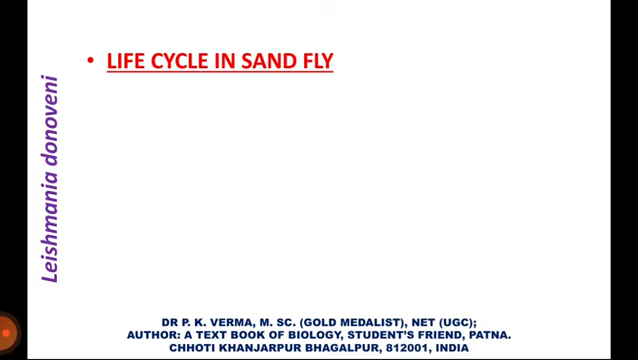 • LIFE CYCLE IN SAND FLY
Leishmania donoveni
DR P. K. VERMA, M. SC. (GOLD MEDALIST), NET (UGC);
AUTHOR: A TEXT BOOK OF BIOLOGY, STUDENT'S FRIEND, PATNA.
CHHOTI KHANJARPUR BHAGALPUR, 812001, INDIA